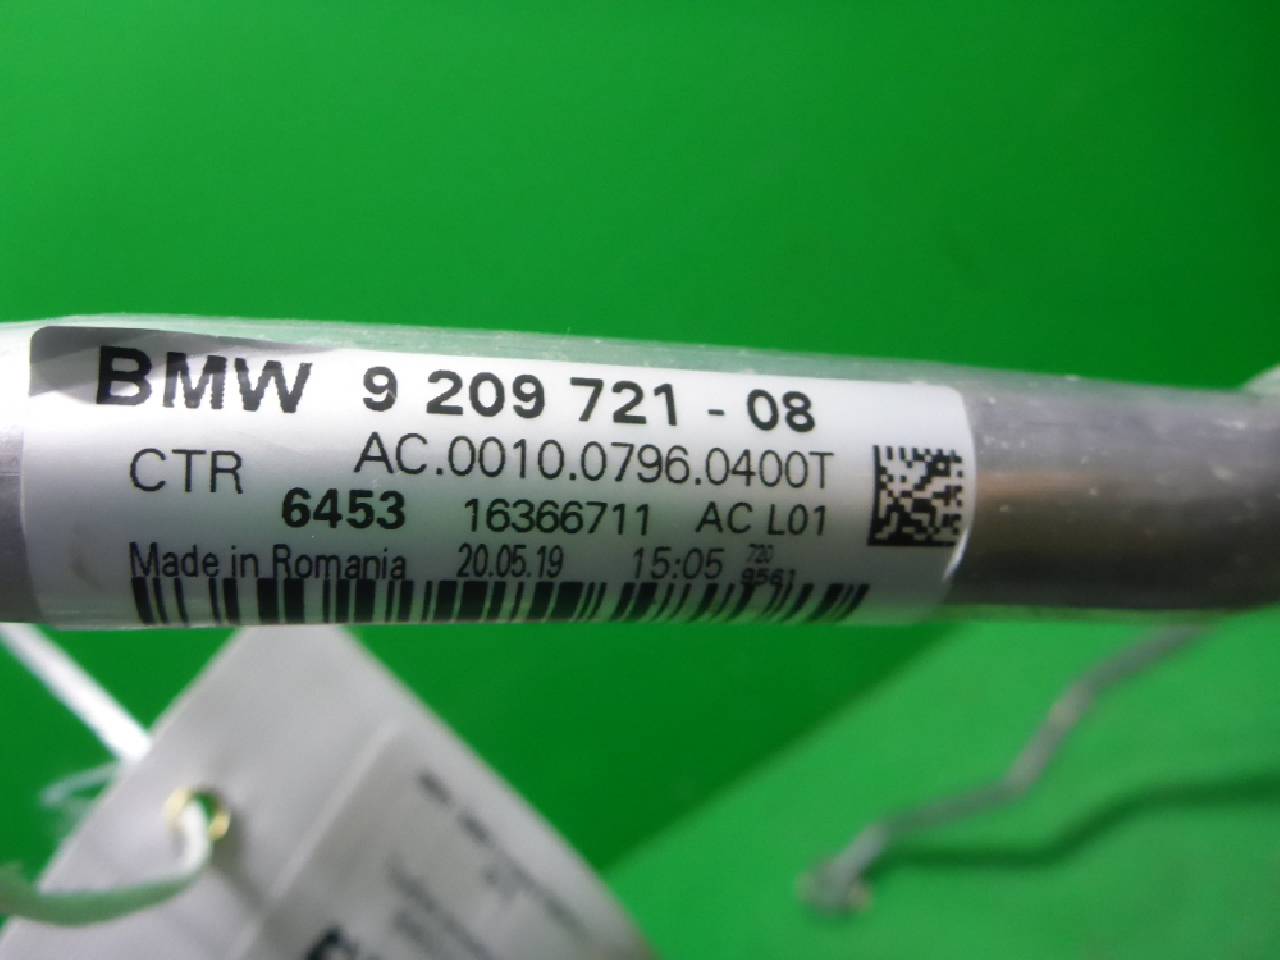 BMW 9 209 721 - 08
CTR AC.0010.0796.0400T
6453 16366711 AC L01
Made in Romania 20.05.19 15:05 720
9561